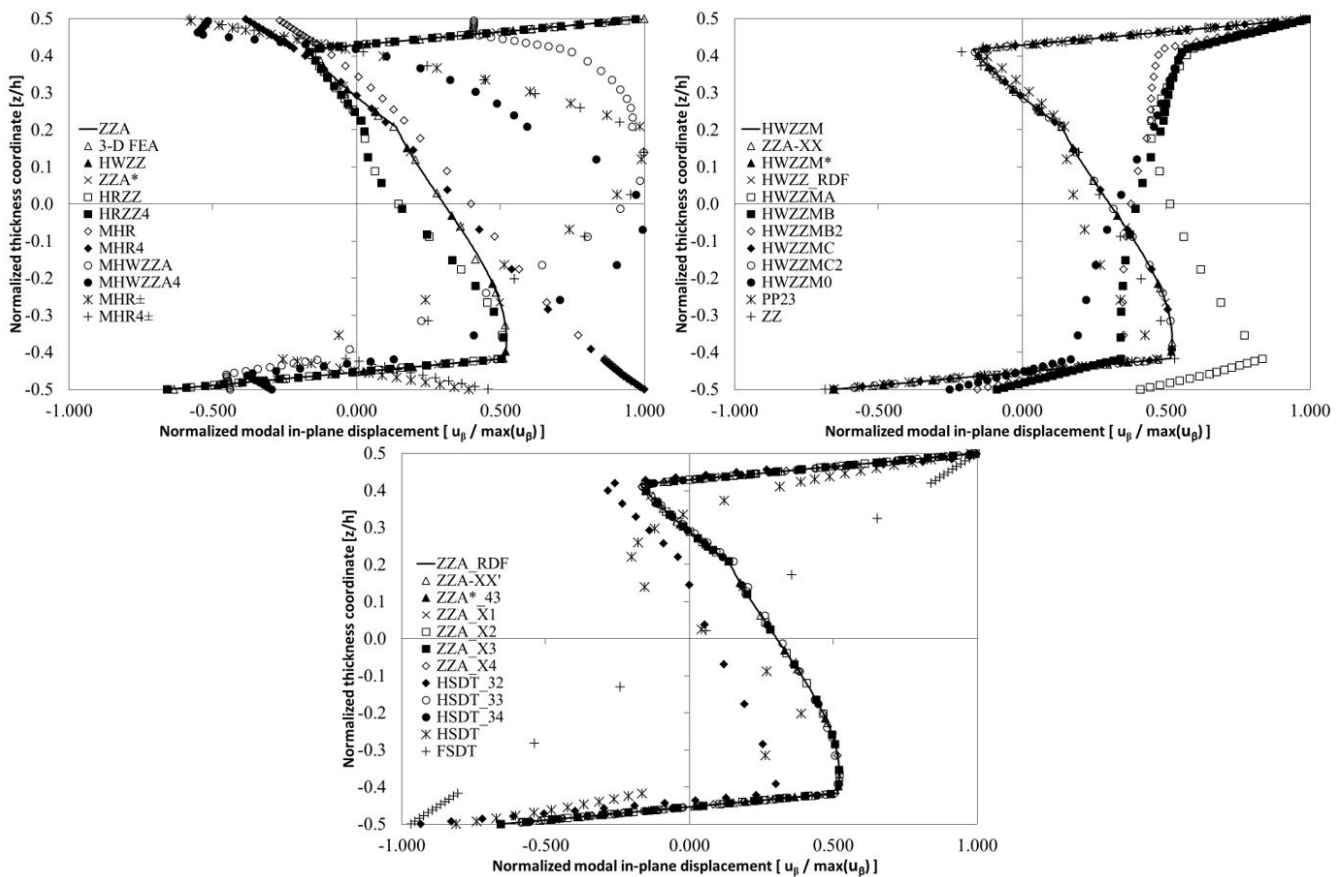 0.5
0.4
0.3
0.2
0.1
0.0
-0.1
-0.2
-0.3
-0.4
-0.5
Normalized thickness coordinate [z/h]
ZZA
3-D FEA
HWZZ
ZZA*
HRZZ
HRZZ4
MHR
MHR4
MHWZZA
MHWZZA4
MHR±
MHR4±
-1.000 -0.500 0.000 0.500 1.000
Normalized modal in-plane displacement [ uβ / max(uβ) ]
0.5
0.4
0.3
0.2
0.1
0.0
-0.1
-0.2
-0.3
-0.4
-0.5
Normalized thickness coordinate [z/h]
HWZZM
ZZA-XX
HWZZM*
HWZZ_RDF
HWZZMA
HWZZMB
HWZZMB2
HWZZMC
HWZZMC2
HWZZM0
PP23
ZZ
-1.000 -0.500 0.000 0.500 1.000
Normalized modal in-plane displacement [ uβ / max(uβ) ]
0.5
0.4
0.3
0.2
0.1
0.0
-0.1
-0.2
-0.3
-0.4
-0.5
Normalized thickness coordinate [z/h]
ZZA_RDF
ZZA-XX'
ZZA*_43
ZZA_X1
ZZA_X2
ZZA_X3
ZZA_X4
HSDT_32
HSDT_33
HSDT_34
HSDT
FSDT
-1.000 -0.500 0.000 0.500 1.000
Normalized modal in-plane displacement [ uβ / max(uβ) ]